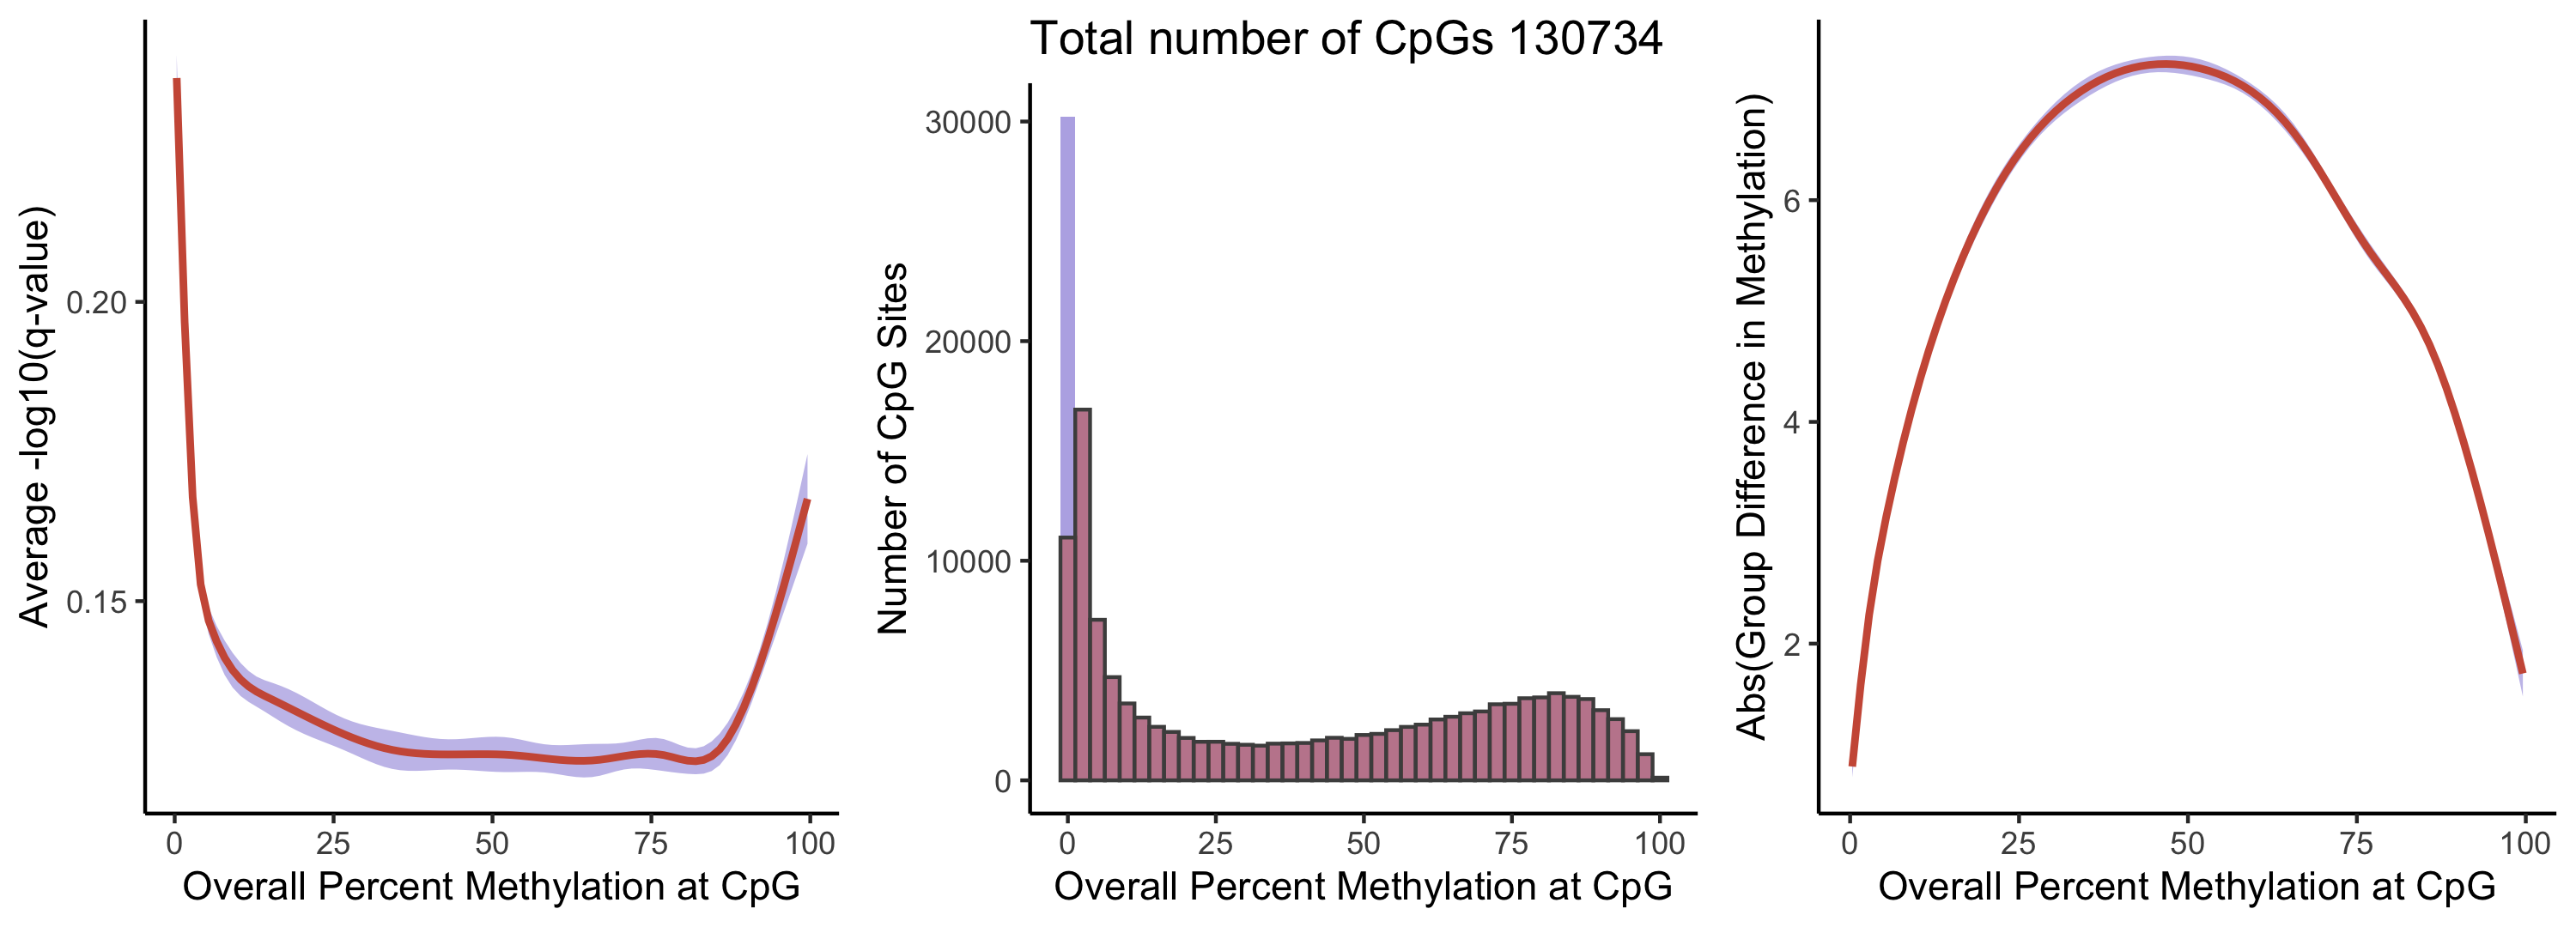 Average -log10(q-value)
0.20
0.15
0 25 50 75 100
Overall Percent Methylation at CpG
Total number of CpGs 130734
Number of CpG Sites
30000
20000
10000
0
0 25 50 75 100
Overall Percent Methylation at CpG
Abs(Group Difference in Methylation)
6
4
2
0 25 50 75 100
Overall Percent Methylation at CpG